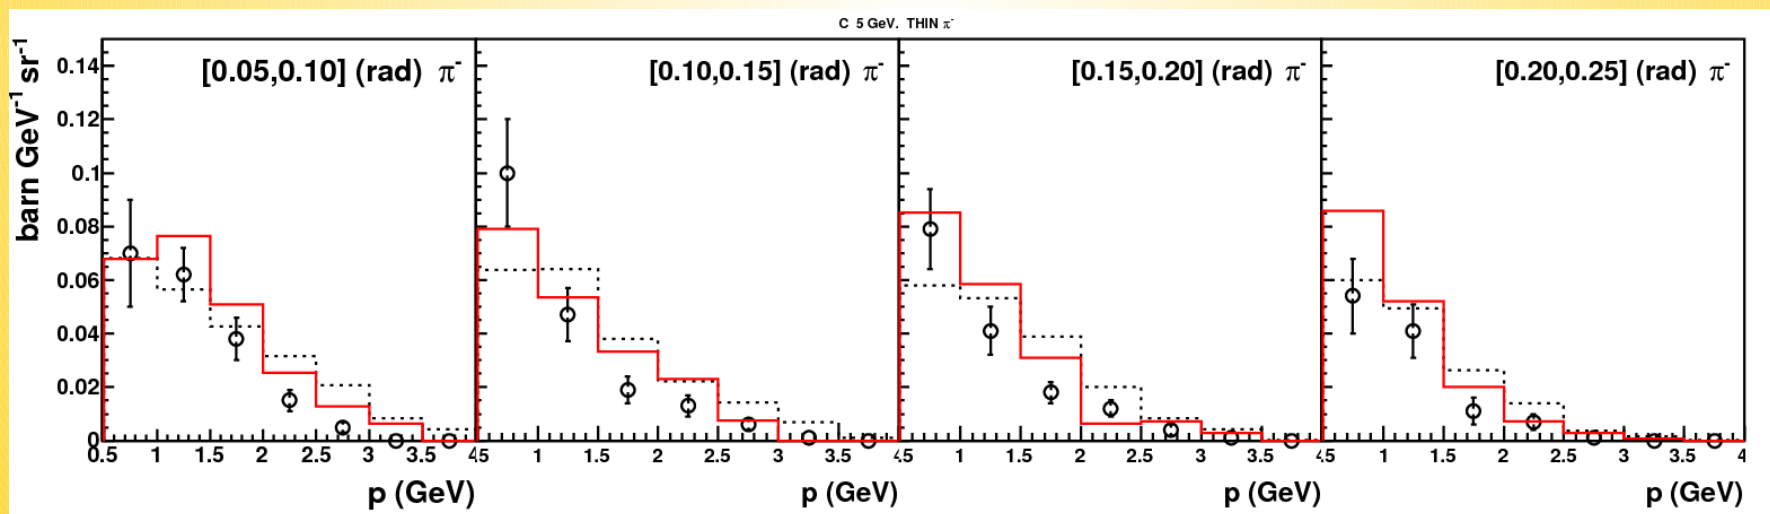 C 5 GeV. THIN π⁻
barn GeV⁻¹ sr⁻¹
[0.05,0.10] (rad) π⁻
[0.10,0.15] (rad) π⁻
[0.15,0.20] (rad) π⁻
[0.20,0.25] (rad) π⁻
0.14
0.12
0.1
0.08
0.06
0.04
0.02
0
0.5 1 1.5 2 2.5 3 3.5 4.5 1 1.5 2 2.5 3 3.5 4.5 1 1.5 2 2.5 3 3.5 4.5 1 1.5 2 2.5 3 3.5 4
p (GeV) p (GeV) p (GeV) p (GeV)